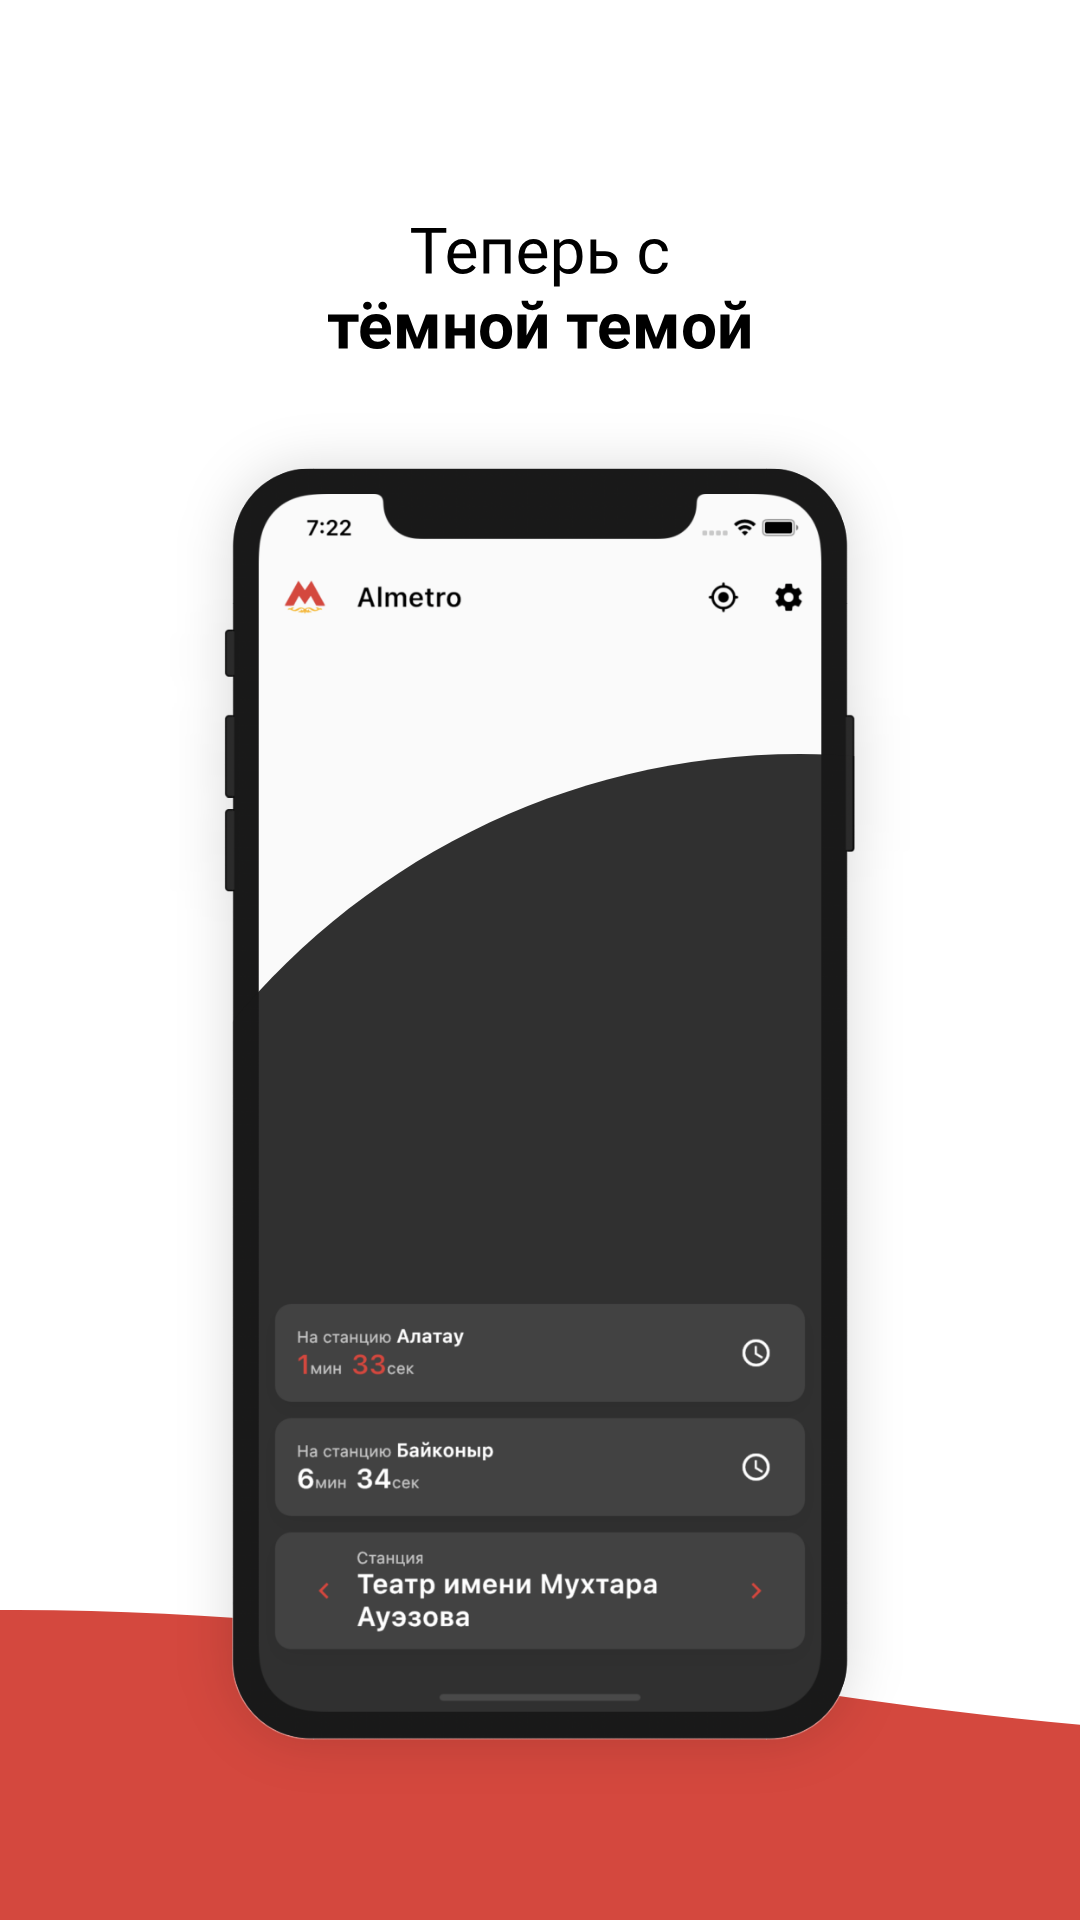 Теперь с
тёмной темой
7:22
Almetro
На станцию Алатау
1мин 33сек
На станцию Байконыр
6мин 34сек
Станция
Театр имени Мухтара
Ауэзова